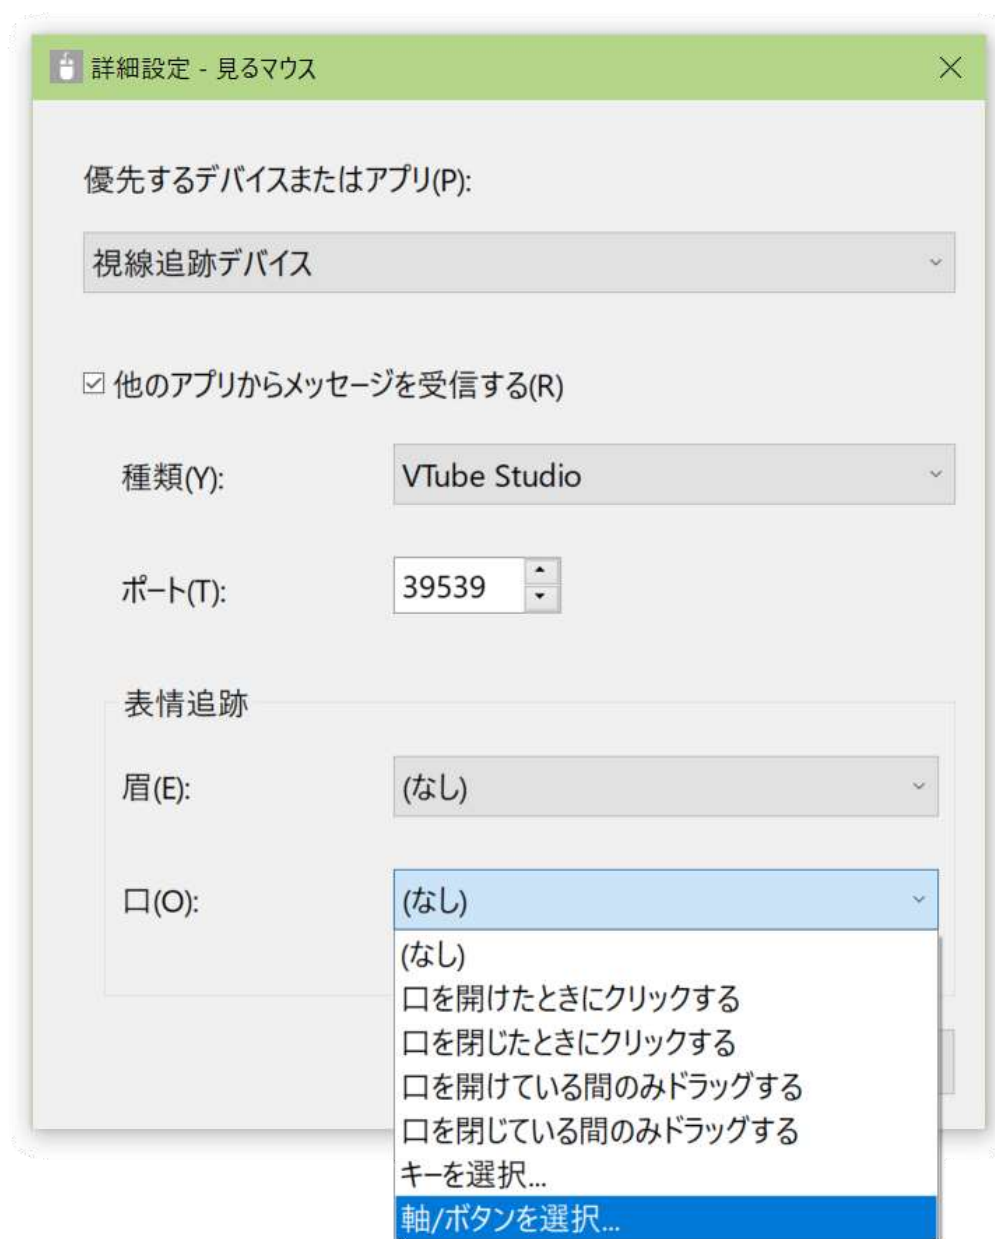 詳細設定 - 見るマウス
優先するデバイスまたはアプリ(P):
視線追跡デバイス
他のアプリからメッセージを受信する(R)
種類(Y): VTube Studio
ポート(T): 39539
表情追跡
眉(E): (なし)
口(O): (なし)
(なし)
口を開けたときにクリックする
口を閉じたときにクリックする
口を開けている間のみドラッグする
口を閉じている間のみドラッグする
キーを選択...
軸/ボタンを選択...